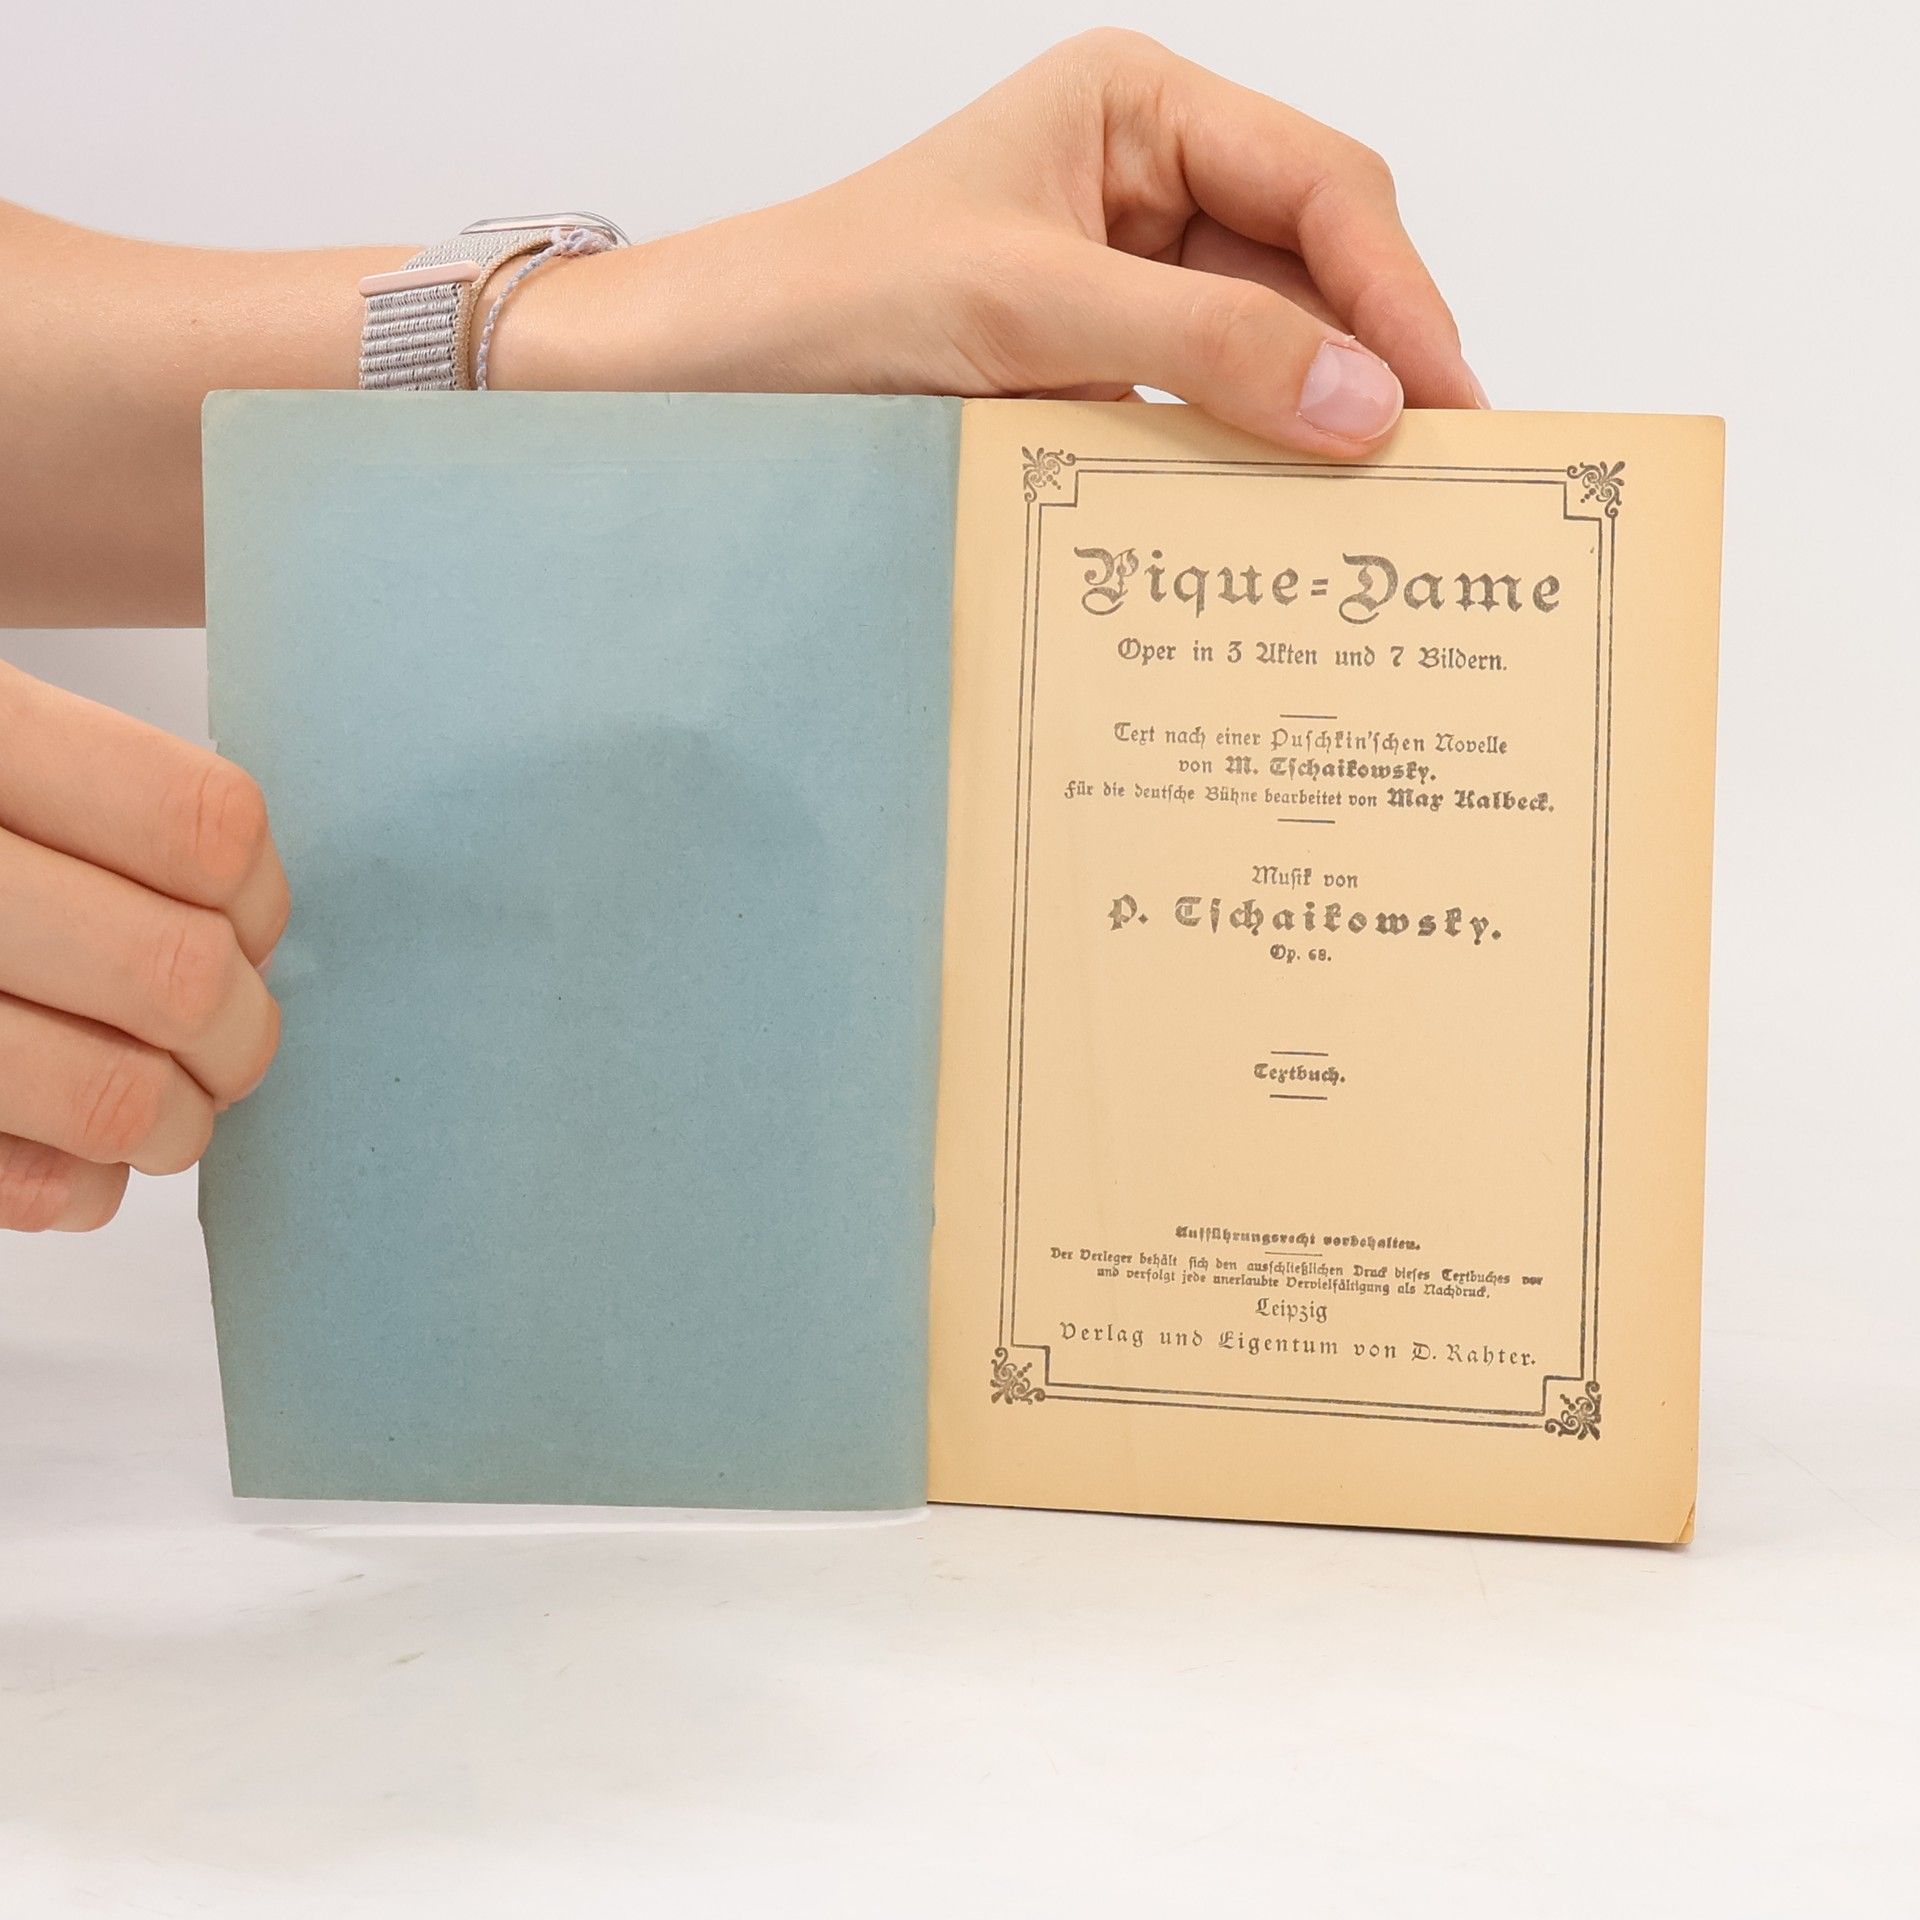 Pique=Dame
Oper in 3 Akten und 7 Bildern.
Text nach einer Puschkin'schen Novelle
von M. Tschaikowsky.
Für die deutsche Bühne bearbeitet von Max Kalbeck.
Musik von
P. Tschaikowsky.
Op. 68.
Textbuch.
Aufführungsrecht vorbehalten.
Der Verleger behält sich den ausschließlichen Druck dieses Textbuches vor
und verfolgt jede unerlaubte Vervielfältigung als Nachdruck.
Leipzig
Verlag und Eigentum von D. Rahter.